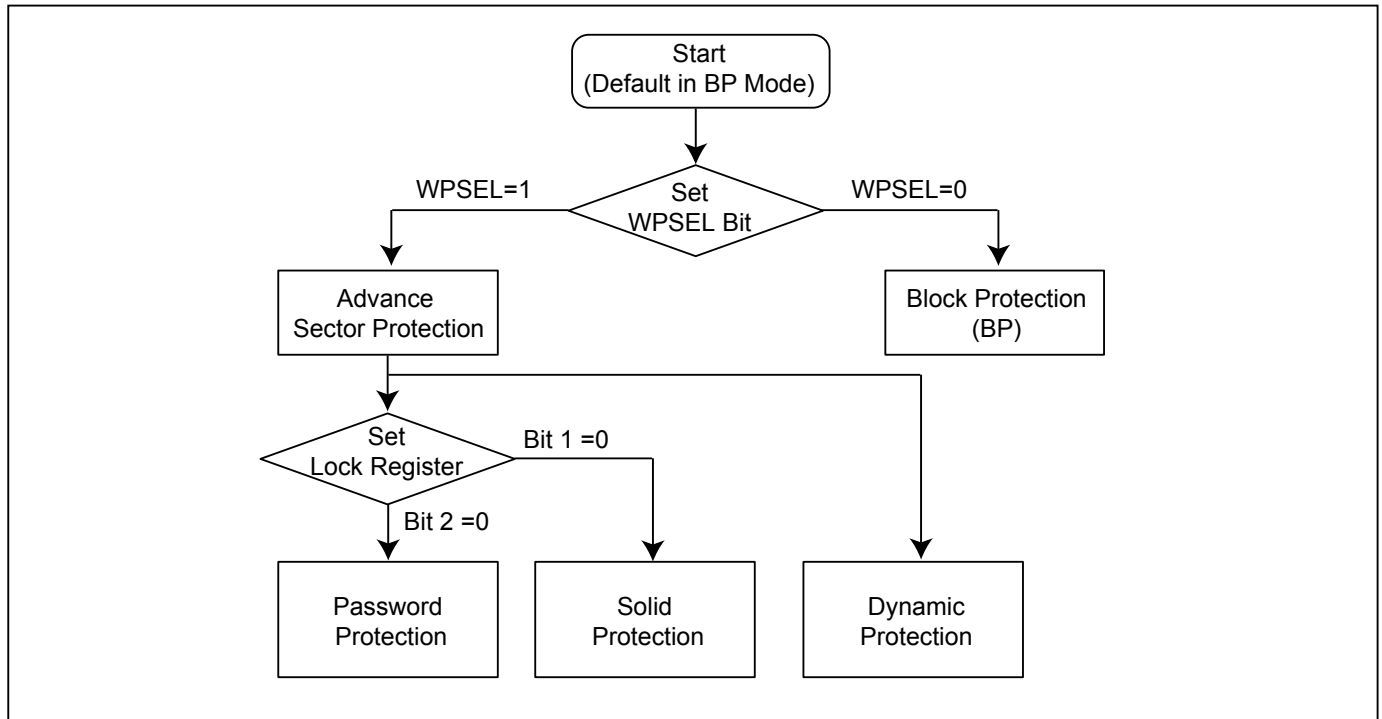 Start
(Default in BP Mode)
WPSEL=1
Set
WPSEL Bit
WPSEL=0
Advance
Sector Protection
Block Protection
(BP)
Set
Lock Register
Bit 1 =0
Bit 2 =0
Password
Protection
Solid
Protection
Dynamic
Protection